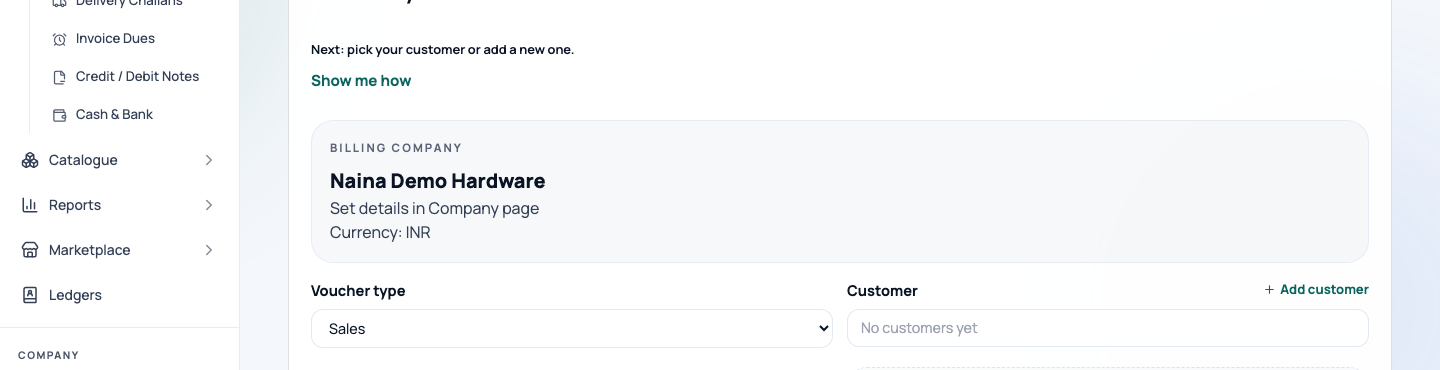 Delivery Challans
Invoice Dues
Credit / Debit Notes
Cash & Bank
Catalogue
Reports
Marketplace
Ledgers
COMPANY
Next: pick your customer or add a new one.
Show me how
BILLING COMPANY
Naina Demo Hardware
Set details in Company page
Currency: INR
Voucher type
Sales
Customer
+ Add customer
No customers yet